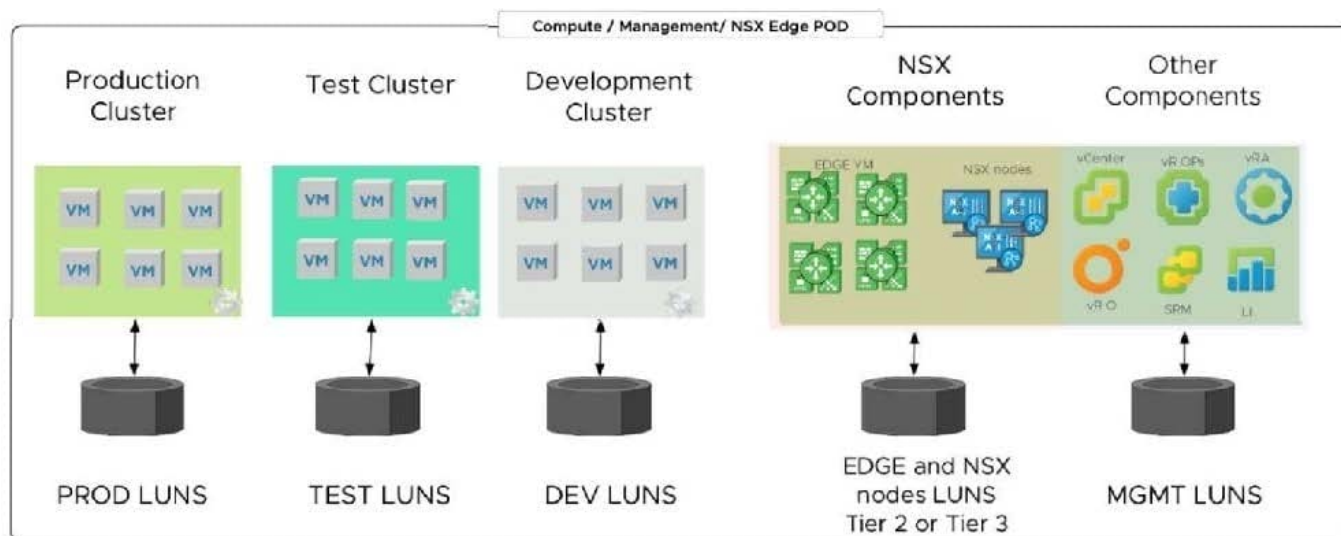 Compute / Management/ NSX Edge POD
Production
Cluster
Test Cluster
Development
Cluster
NSX
Components
Other
Components
VM VM VM
VM VM VM
VM VM VM
VM VM VM
VM VM VM
VM VM VM
EDGE VM
NSX nodes
vCenter
vR OPs
vRA
vR O
SRM
PROD LUNS
TEST LUNS
DEV LUNS
EDGE and NSX
nodes LUNS
Tier 2 or Tier 3
MGMT LUNS